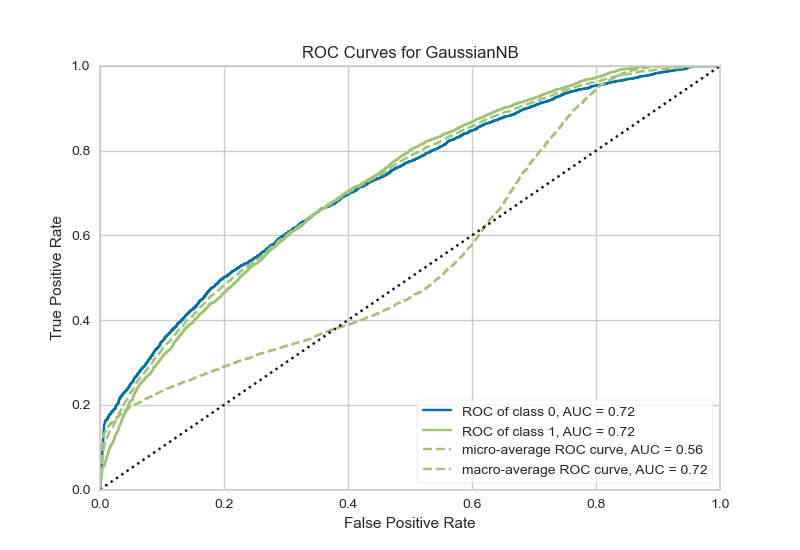 ROC Curves for GaussianNB
True Positive Rate
1.0
0.8
0.6
0.4
0.2
0.0
ROC of class 0, AUC = 0.72
ROC of class 1, AUC = 0.72
micro-average ROC curve, AUC = 0.56
macro-average ROC curve, AUC = 0.72
0.0 0.2 0.4 0.6 0.8 1.0
False Positive Rate